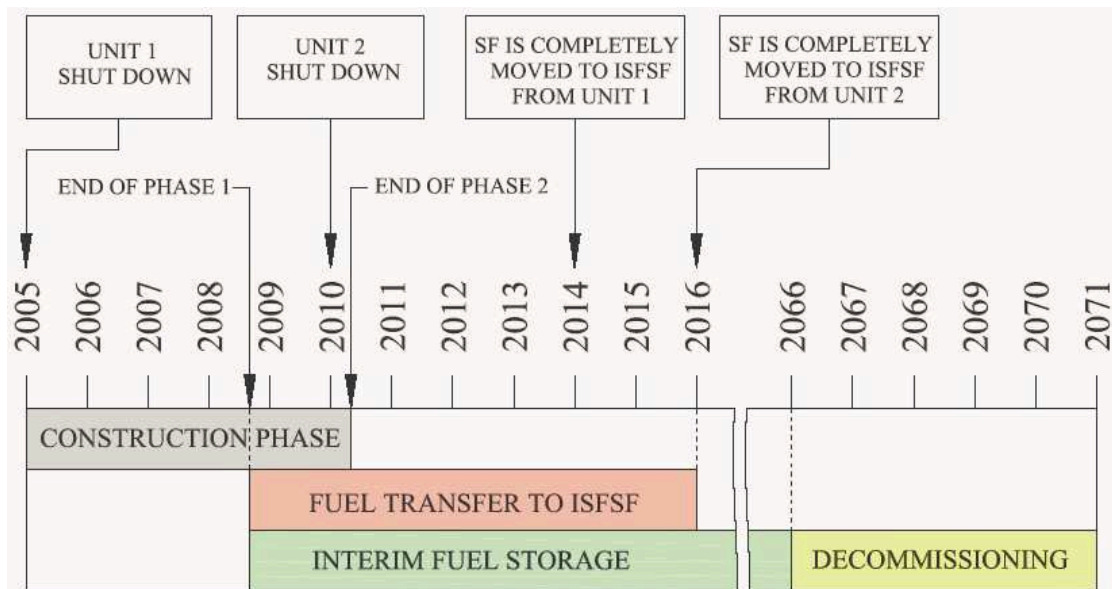 UNIT 1
SHUT DOWN
UNIT 2
SHUT DOWN
SF IS COMPLETELY
MOVED TO ISFSF
FROM UNIT 1
SF IS COMPLETELY
MOVED TO ISFSF
FROM UNIT 2
END OF PHASE 1
END OF PHASE 2
2005
2006
2007
2008
2009
2010
2011
2012
2013
2014
2015
2016
2066
2067
2068
2069
2070
2071
CONSTRUCTION PHASE
FUEL TRANSFER TO ISFSF
INTERIM FUEL STORAGE
DECOMMISSIONING